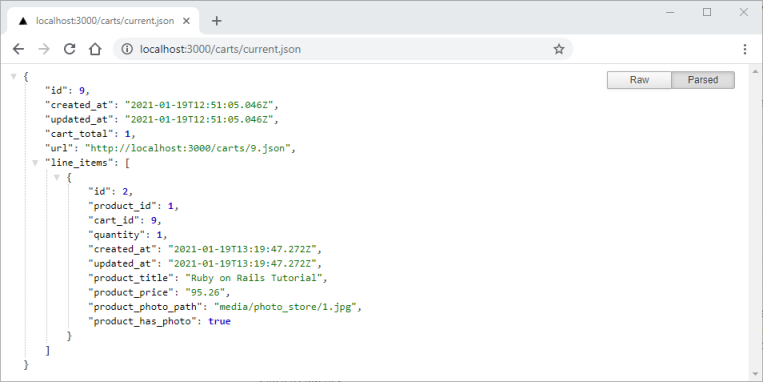 localhost:3000/carts/current.json
localhost:3000/carts/current.json
Raw Parsed
{
"id": 9,
"created_at": "2021-01-19T12:51:05.046Z",
"updated_at": "2021-01-19T12:51:05.046Z",
"cart_total": 1,
"url": "http://localhost:3000/carts/9.json",
"line_items": [
{
"id": 2,
"product_id": 1,
"cart_id": 9,
"quantity": 1,
"created_at": "2021-01-19T13:19:47.272Z",
"updated_at": "2021-01-19T13:19:47.272Z",
"product_title": "Ruby on Rails Tutorial",
"product_price": "95.26",
"product_photo_path": "media/photo_store/1.jpg",
"product_has_photo": true
}
]
}